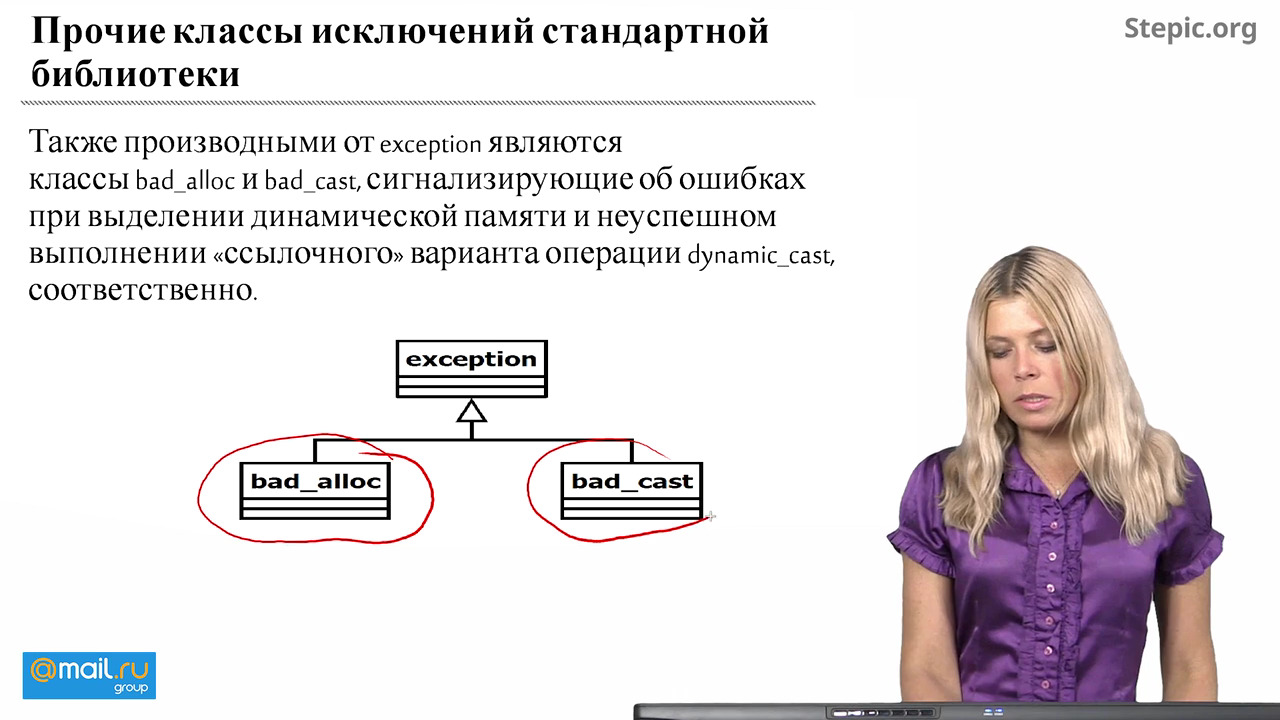 Прочие классы исключений стандартной
библиотеки
Stepic.org
Также производными от exception являются
классы bad_alloc и bad_cast, сигнализирующие об ошибках
при выделении динамической памяти и неуспешном
выполнении «ссылочного» варианта операции dynamic_cast,
соответственно.
exception
bad_alloc
bad_cast
@mail.ru
group